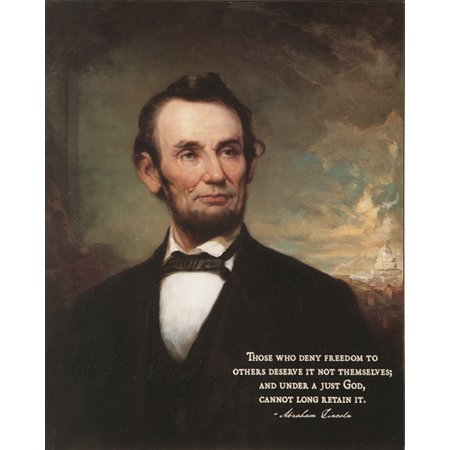 Those who deny freedom to
others deserve it not themselves;
and under a just God,
cannot long retain it.
- Abraham Lincoln